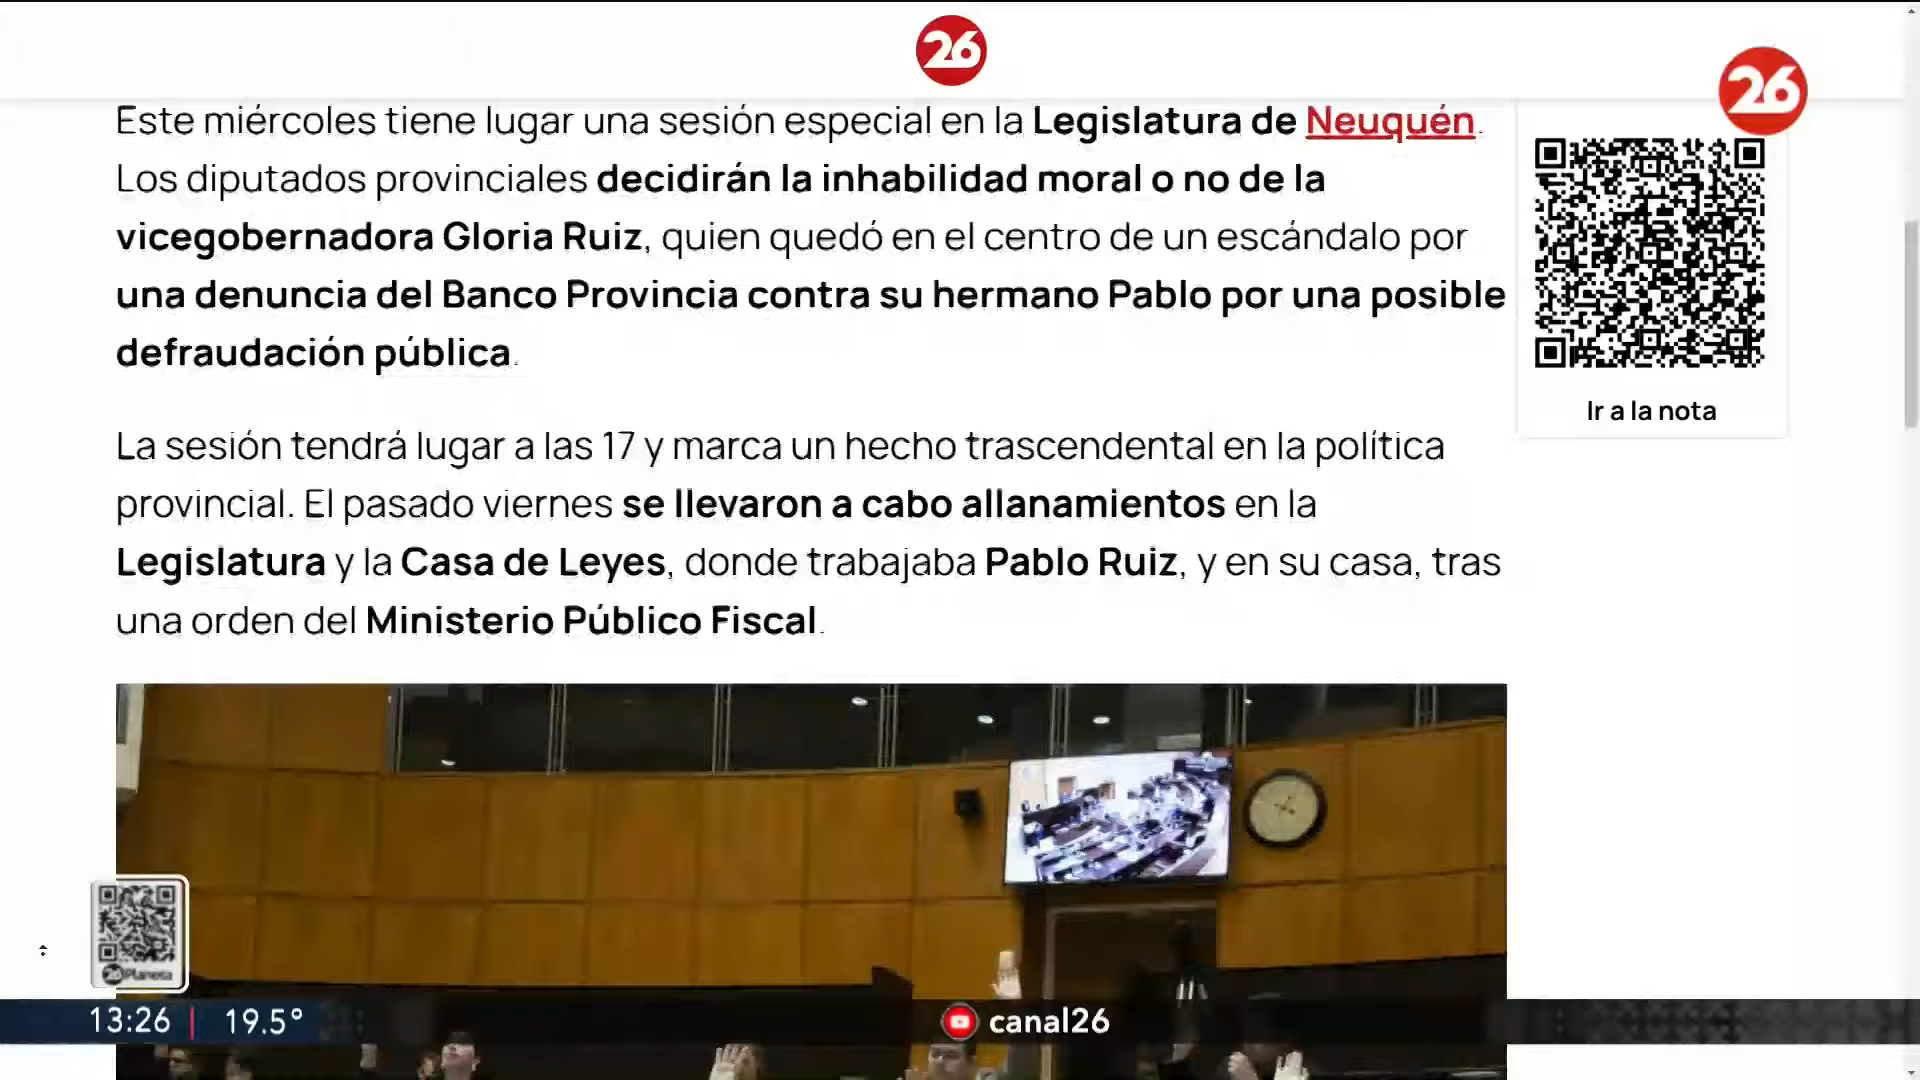 26
26
Este miércoles tiene lugar una sesión especial en la Legislatura de Neuquén.
Los diputados provinciales decidirán la inhabilidad moral o no de la
vicegobernadora Gloria Ruiz, quien quedó en el centro de un escándalo por
una denuncia del Banco Provincia contra su hermano Pablo por una posible
defraudación pública.
Ir a la nota
La sesión tendrá lugar a las 17 y marca un hecho trascendental en la política
provincial. El pasado viernes se llevaron a cabo allanamientos en la
Legislatura y la Casa de Leyes, donde trabajaba Pablo Ruiz, y en su casa, tras
una orden del Ministerio Público Fiscal.
26 Planeta
13:26 | 19.5°
canal26